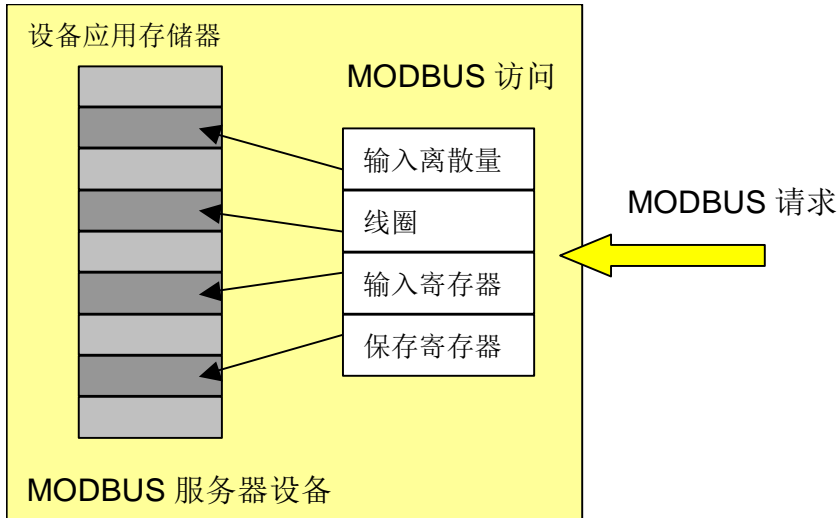 设备应用存储器
MODBUS 访问
输入离散量
线圈
输入寄存器
保存寄存器
MODBUS 请求
MODBUS 服务器设备